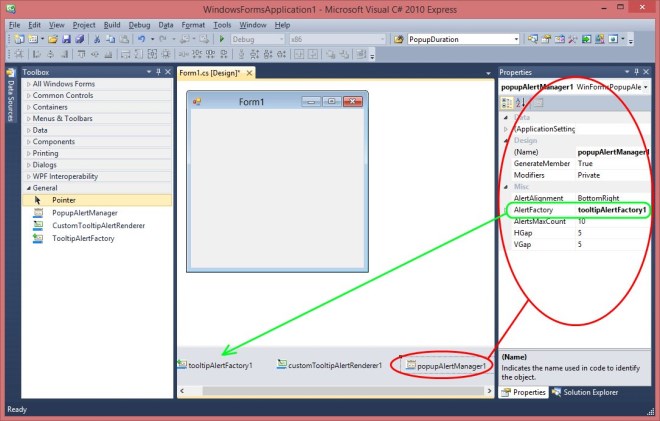 WindowsFormsApplication1 - Microsoft Visual C# 2010 Express
File Edit View Project Build Debug Data Format Tools Window Help
Debug x86 PopupDuration
Data Sources
Toolbox
All Windows Forms
Common Controls
Containers
Menus & Toolbars
Data
Components
Printing
Dialogs
WPF Interoperability
General
Pointer
PopupAlertManager
CustomTooltipAlertRenderer
TooltipAlertFactory
Form1.cs [Design]*
Form1
tooltipAlertFactory1
customTooltipAlertRenderer1
popupAlertManager1
Properties
popupAlertManager1 WinFormsPopupAle
Data
(ApplicationSetting
Design
(Name) popupAlertManager1
GenerateMember True
Modifiers Private
Misc
AlertAlignment BottomRight
AlertFactory tooltipAlertFactory1
AlertsMaxCount 10
HGap 5
VGap 5
(Name)
Indicates the name used in code to identify
the object.
Properties Solution Explorer
Ready